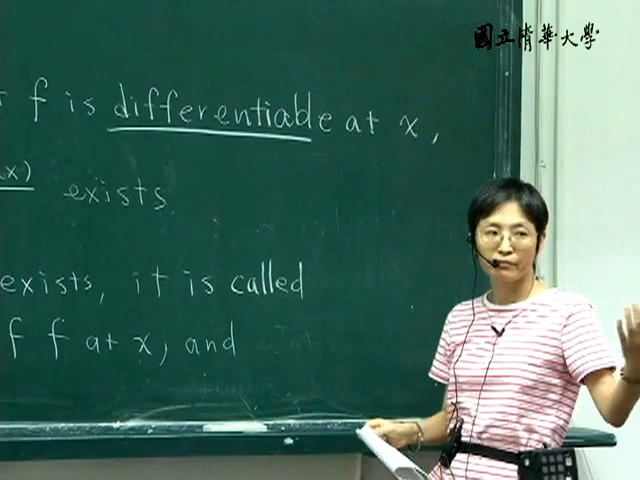 國立清華大學
f is differentiable at x,
x) exists.
exists, it is called
f f at x, and